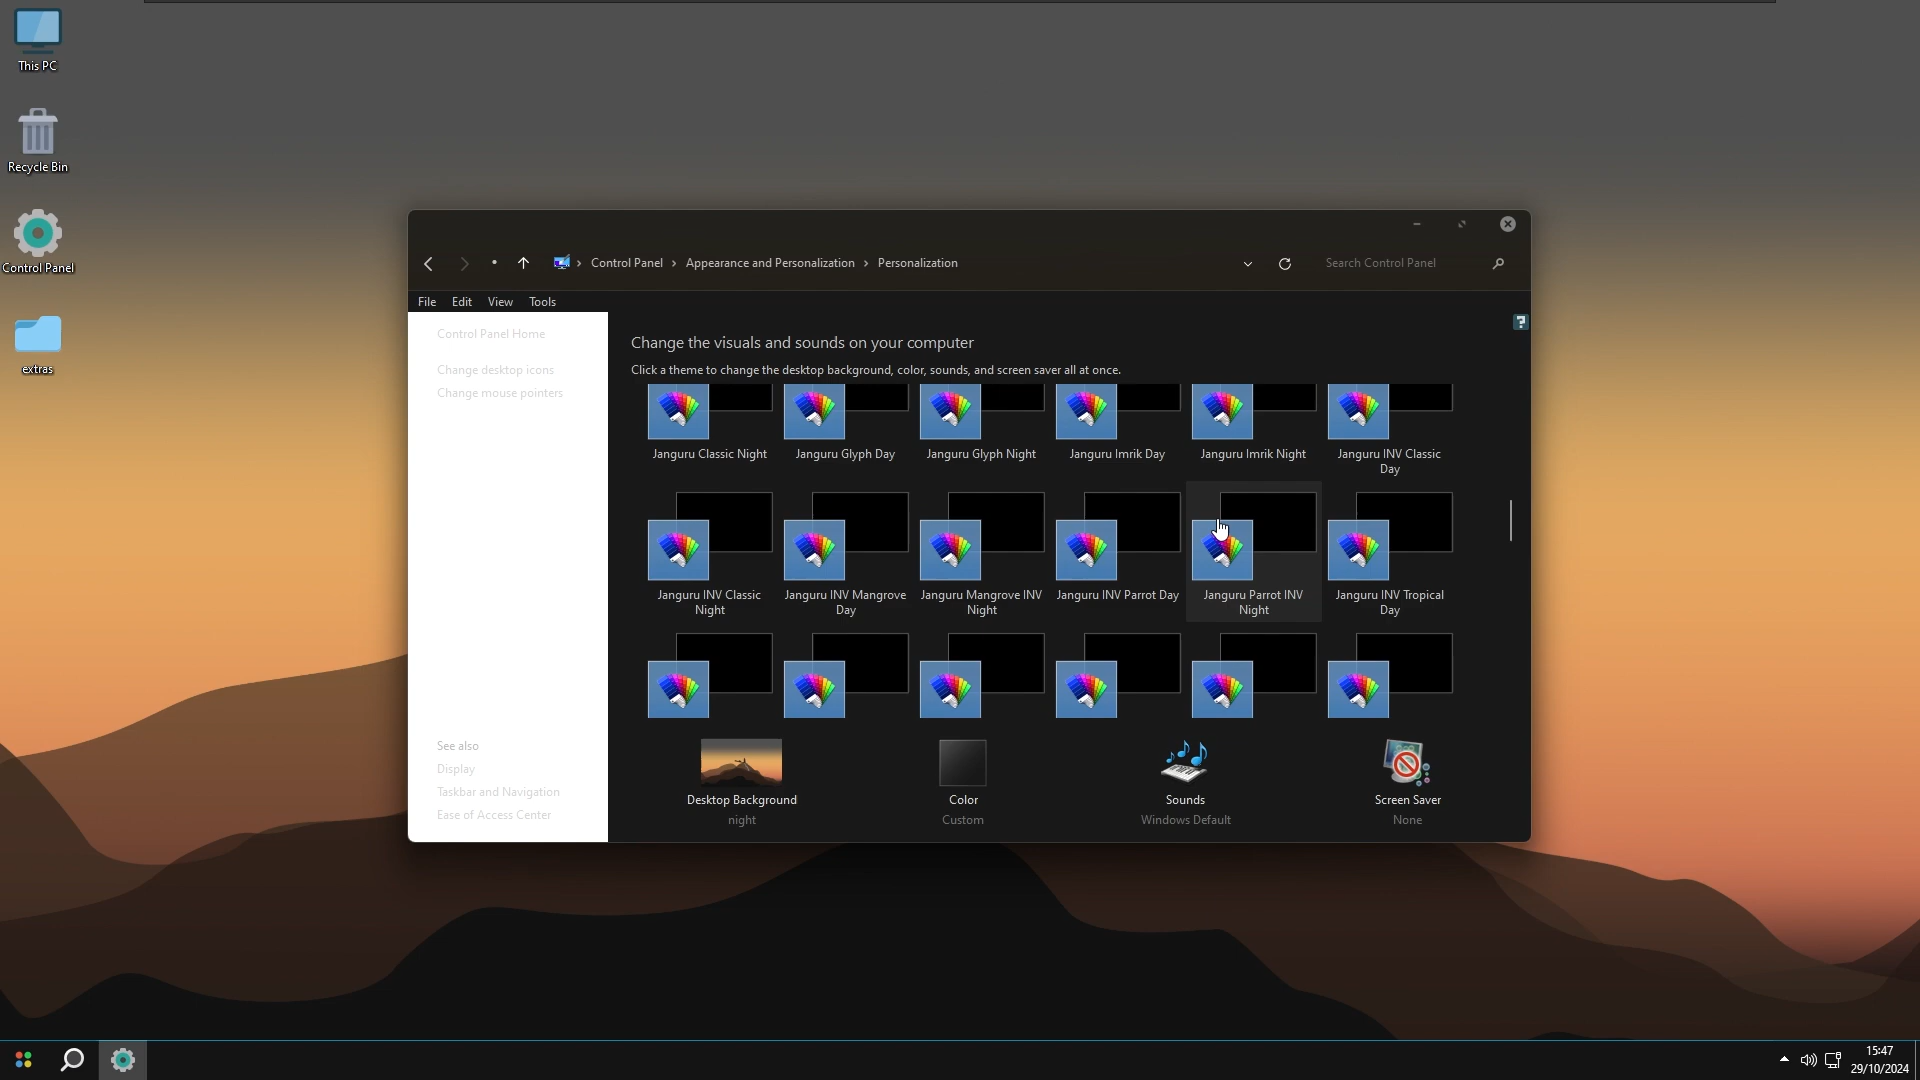 This PC
Recycle Bin
Control Panel
extras
Control Panel
Appearance and Personalization
Personalization
Search Control Panel
File Edit View Tools
Control Panel Home
Change desktop icons
Change mouse pointers
See also
Display
Taskbar and Navigation
Ease of Access Center
?
Change the visuals and sounds on your computer
Click a theme to change the desktop background, color, sounds, and screen saver all at once.
Janguru Classic Night
Janguru Glyph Day
Janguru Glyph Night
Janguru Imrik Day
Janguru Imrik Night
Janguru INV Classic
Day
Janguru INV Classic
Night
Janguru INV Mangrove
Day
Janguru Mangrove INV
Night
Janguru INV Parrot Day
Janguru Parrot INV
Night
Janguru INV Tropical
Day
Desktop Background
night
Color
Custom
Sounds
Windows Default
Screen Saver
None
15:47
29/10/2024